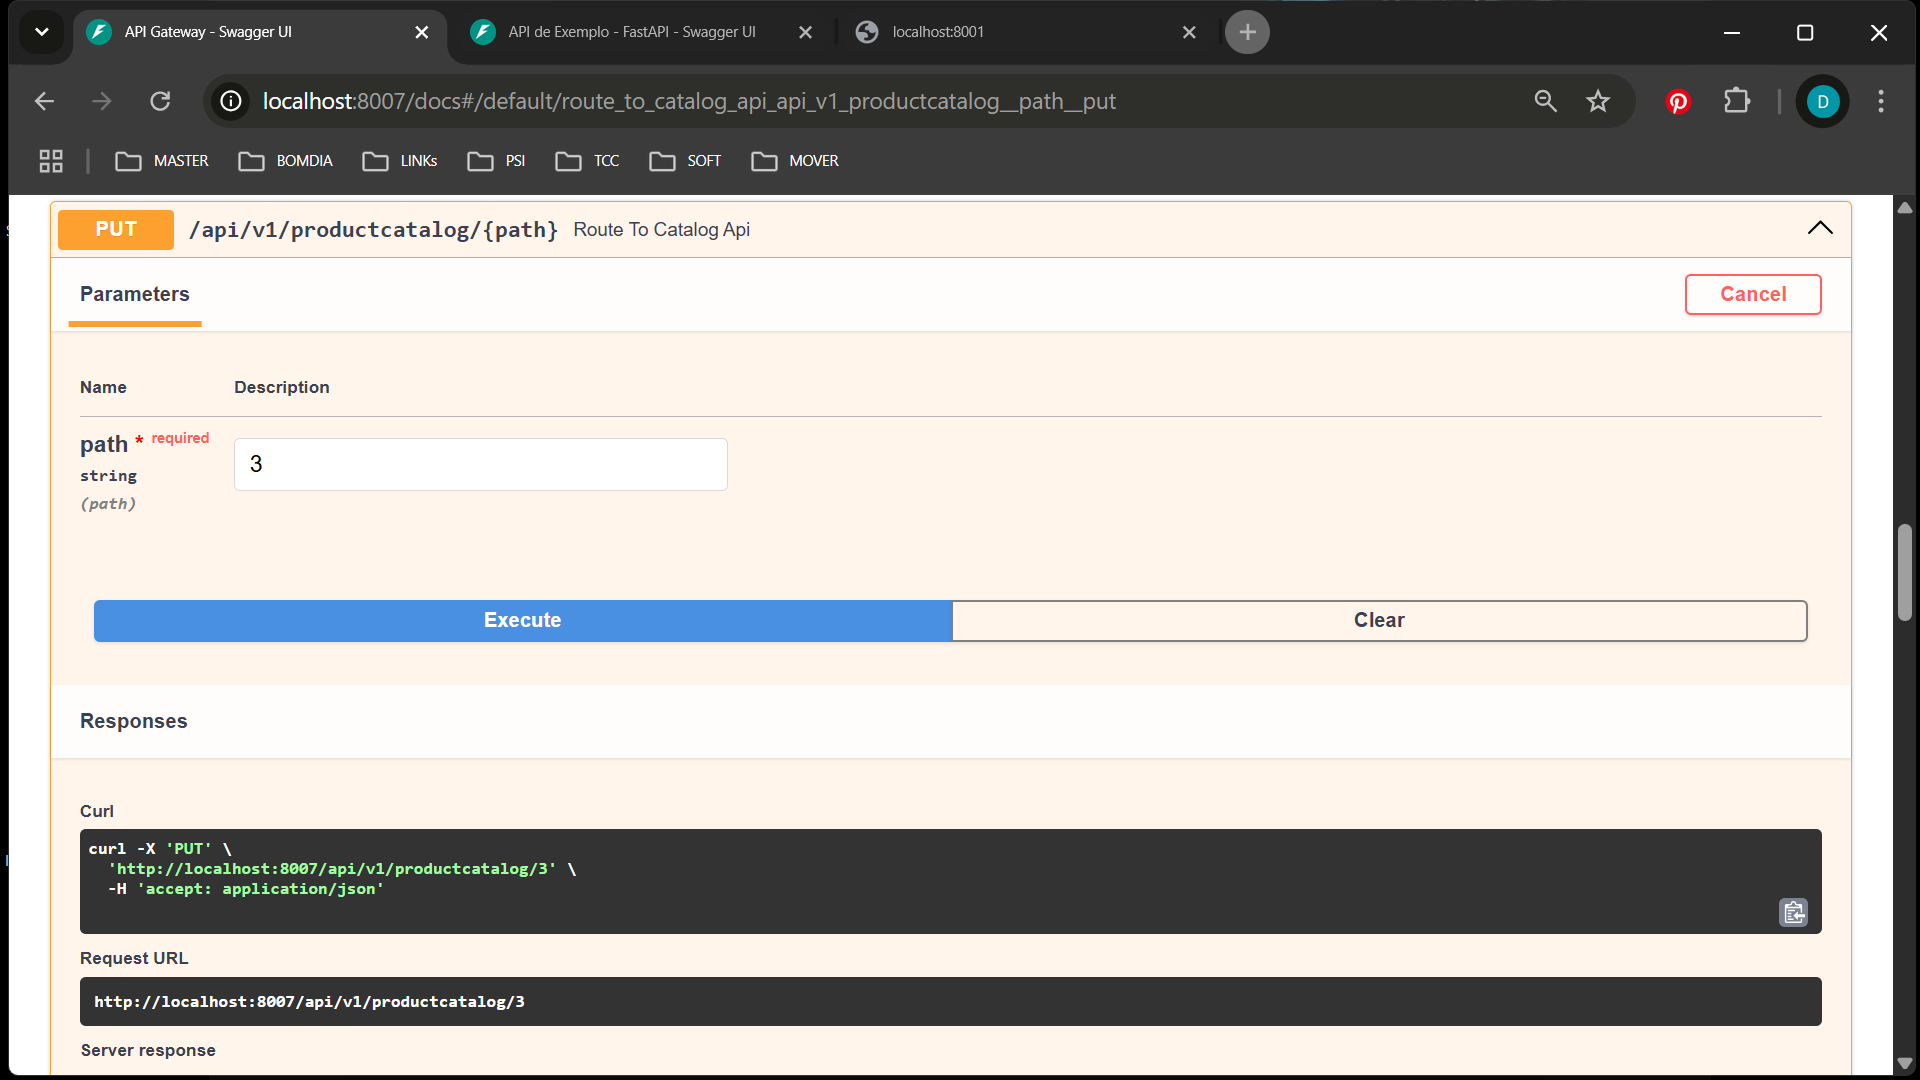 API Gateway - Swagger UI
API de Exemplo - FastAPI - Swagger UI
localhost:8001
localhost:8007/docs#/default/route_to_catalog_api_api_v1_productcatalog__path__put
D
MASTER
BOMDIA
LINKs
PSI
TCC
SOFT
MOVER
PUT /api/v1/productcatalog/{path} Route To Catalog Api
Parameters
Cancel
Name Description
path * required
string
(path)
3
Execute
Clear
Responses
Curl
curl -X 'PUT' \
'http://localhost:8007/api/v1/productcatalog/3' \
-H 'accept: application/json'
Request URL
http://localhost:8007/api/v1/productcatalog/3
Server response